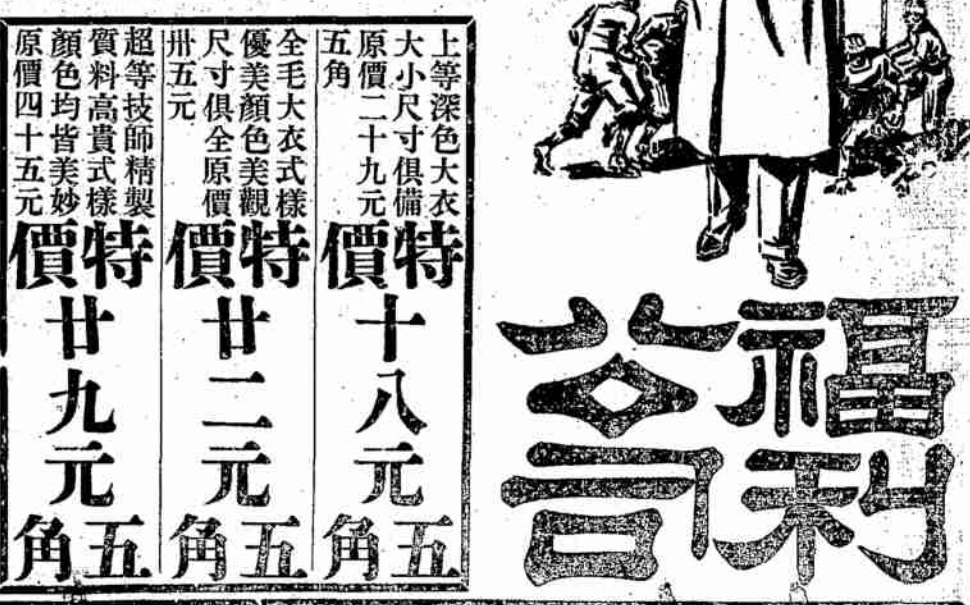 福利
公司
上等深色大衣
大小尺寸俱備
原價二十九元
五角
特價
十八元
五角
全毛大衣式樣
優美顏色美觀
尺寸俱全原價
卅五元
特價
廿二元
五角
超等技師精製
質料高貴式樣
顏色均皆美妙
原價四十五元
特價
廿九元
五角